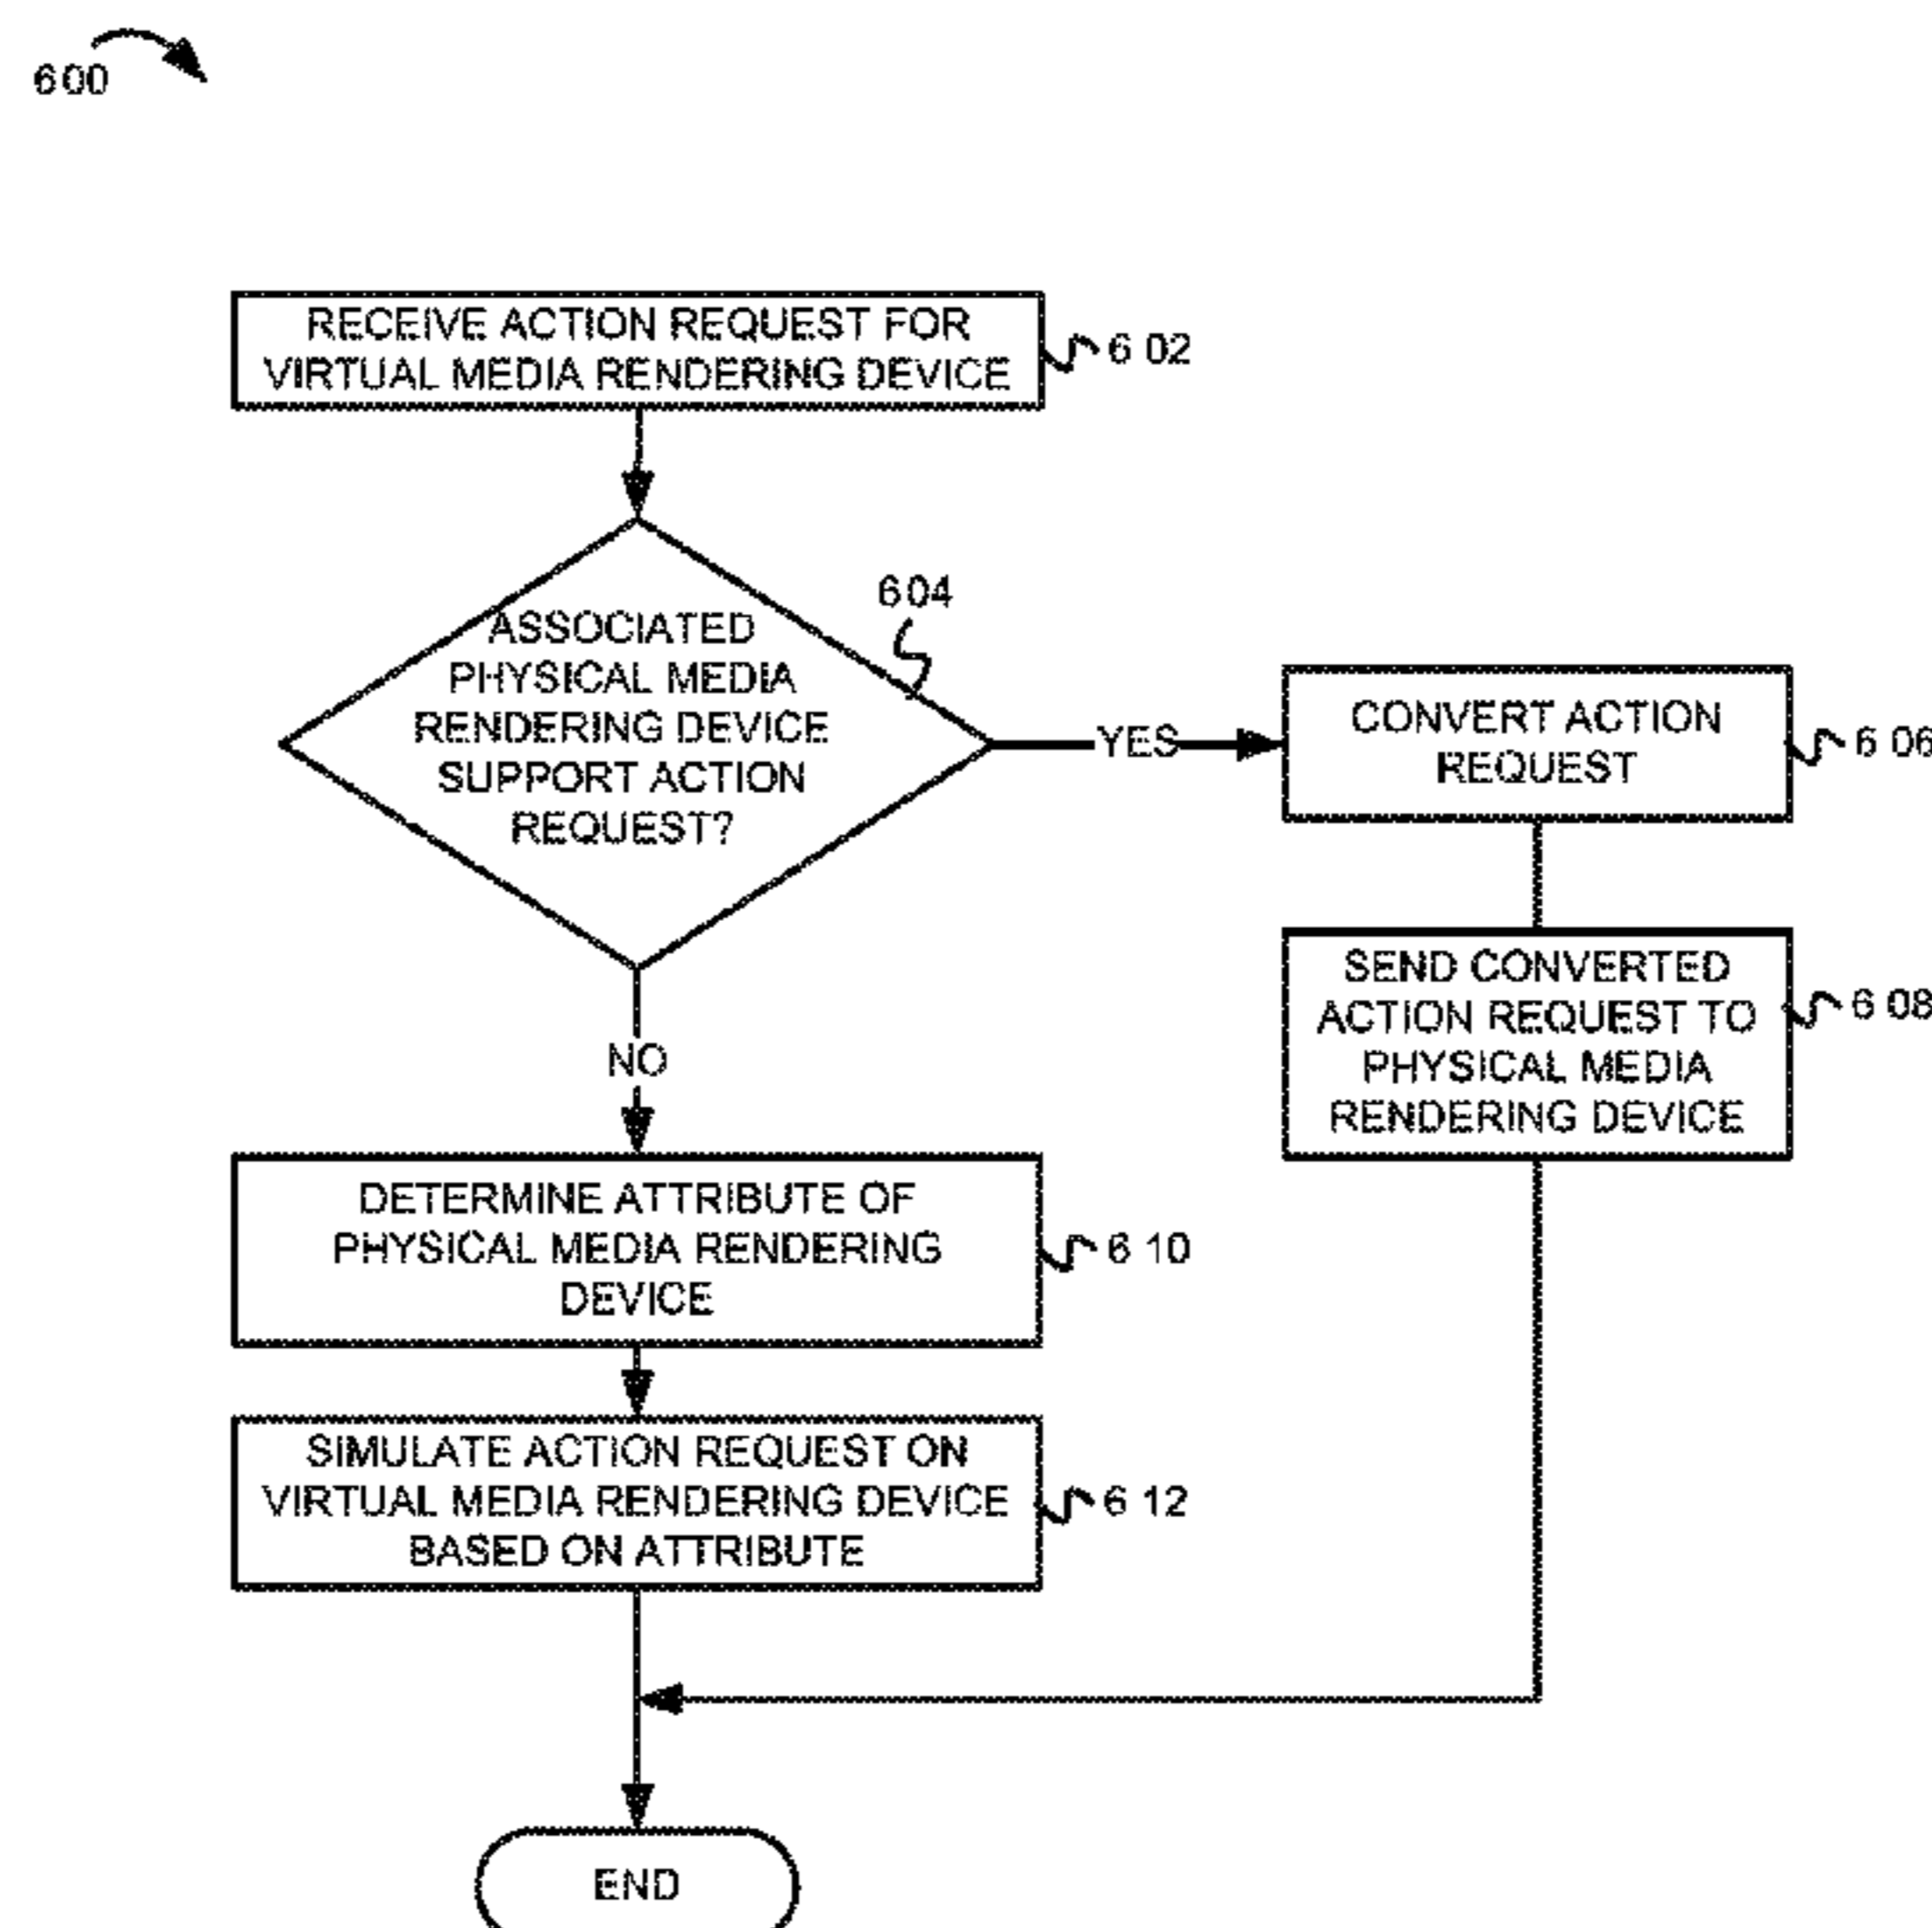 600
RECEIVE ACTION REQUEST FOR
VIRTUAL MEDIA RENDERING DEVICE
602
604
ASSOCIATED
PHYSICAL MEDIA
RENDERING DEVICE
SUPPORT ACTION
REQUEST?
YES
CONVERT ACTION
REQUEST
606
SEND CONVERTED
ACTION REQUEST TO
PHYSICAL MEDIA
RENDERING DEVICE
608
NO
DETERMINE ATTRIBUTE OF
PHYSICAL MEDIA RENDERING
DEVICE
610
SIMULATE ACTION REQUEST ON
VIRTUAL MEDIA RENDERING DEVICE
BASED ON ATTRIBUTE
612
END